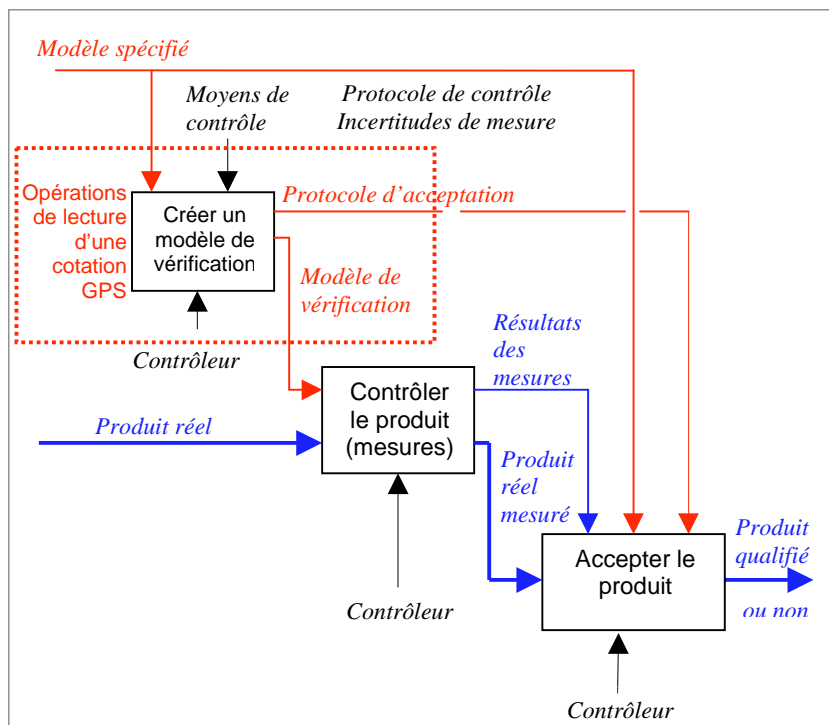 Modèle spécifié
Moyens de
contrôle
Protocole de contrôle
Incertitudes de mesure
Opérations
de lecture
d'une
cotation
GPS
Créer un
modèle de
vérification
Protocole d'acceptation
Modèle de
vérification
Contrôleur
Résultats
des
mesures
Contrôler
le produit
(mesures)
Produit réel
Produit
réel
mesuré
Produit
qualifié
ou non
Accepter le
produit
Contrôleur
Contrôleur